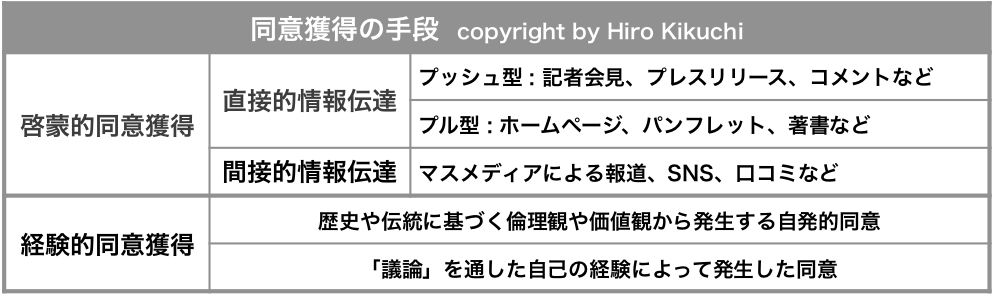 同意獲得の手段 copyright by Hiro Kikuchi
啓蒙的同意獲得
直接的情報伝達
プッシュ型：記者会見、プレスリリース、コメントなど
プル型：ホームページ、パンフレット、著書など
間接的情報伝達
マスメディアによる報道、SNS、口コミなど
経験的同意獲得
歴史や伝統に基づく倫理観や価値観から発生する自発的同意
「議論」を通した自己の経験によって発生した同意